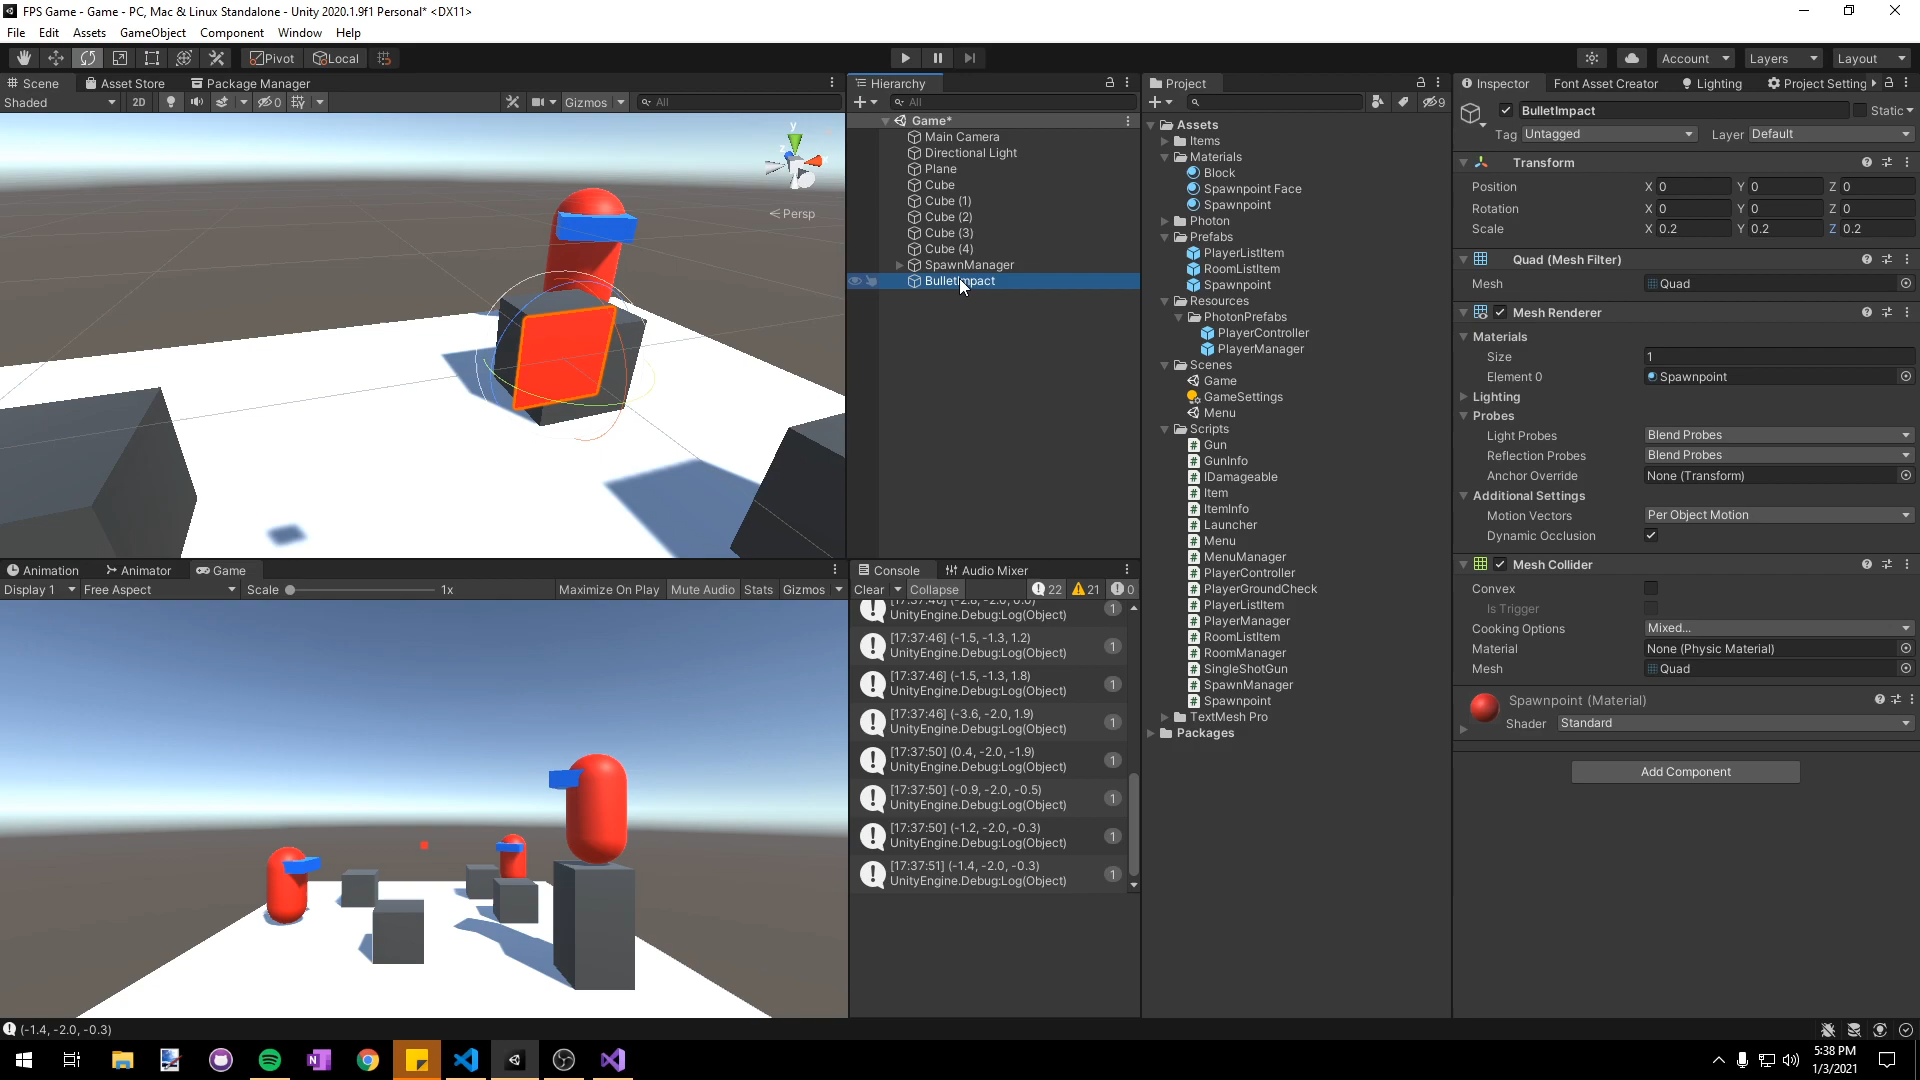 FPS Game - Game - PC, Mac & Linux Standalone - Unity 2020.1.9f1 Personal* <DX11>
File Edit Assets GameObject Component Window Help
Pivot Local Account Layers Layout
Scene Asset Store Package Manager
Shaded 2D 0 Gizmos All
y
z
Persp
Animation Animator Game
Display 1 Free Aspect Scale 1x Maximize On Play Mute Audio Stats Gizmos
Hierarchy
All
Game*
Main Camera
Directional Light
Plane
Cube
Cube (1)
Cube (2)
Cube (3)
Cube (4)
SpawnManager
BulletImpact
Console Audio Mixer
Clear Collapse 22 21 0
UnityEngine.Debug:Log(Object) 1
[17:37:46] (-1.5, -1.3, 1.2)
UnityEngine.Debug:Log(Object) 1
[17:37:46] (-1.5, -1.3, 1.8)
UnityEngine.Debug:Log(Object) 1
[17:37:46] (-3.6, -2.0, 1.9)
UnityEngine.Debug:Log(Object) 1
[17:37:50] (0.4, -2.0, -1.9)
UnityEngine.Debug:Log(Object) 1
[17:37:50] (-0.9, -2.0, -0.5)
UnityEngine.Debug:Log(Object) 1
[17:37:50] (-1.2, -2.0, -0.3)
UnityEngine.Debug:Log(Object) 1
[17:37:51] (-1.4, -2.0, -0.3)
UnityEngine.Debug:Log(Object) 1
Project
9
Assets
Items
Materials
Block
Spawnpoint Face
Spawnpoint
Photon
Prefabs
PlayerListItem
RoomListItem
Spawnpoint
Resources
PhotonPrefabs
PlayerController
PlayerManager
Scenes
Game
GameSettings
Menu
Scripts
Gun
GunInfo
IDamageable
Item
ItemInfo
Launcher
Menu
MenuManager
PlayerController
PlayerGroundCheck
PlayerListItem
PlayerManager
RoomListItem
RoomManager
SingleShotGun
SpawnManager
Spawnpoint
TextMesh Pro
Packages
Inspector Font Asset Creator Lighting Project Setting
BulletImpact Static
Tag Untagged Layer Default
Transform
Position X 0 Y 0 Z 0
Rotation X 0 Y 0 Z 0
Scale X 0.2 Y 0.2 Z 0.2
Quad (Mesh Filter)
Mesh Quad
Mesh Renderer
Materials
Size 1
Element 0 Spawnpoint
Lighting
Probes
Light Probes Blend Probes
Reflection Probes Blend Probes
Anchor Override None (Transform)
Additional Settings
Motion Vectors Per Object Motion
Dynamic Occlusion
Mesh Collider
Convex
Is Trigger
Cooking Options Mixed...
Material None (Physic Material)
Mesh Quad
Spawnpoint (Material)
Shader Standard
Add Component
(-1.4, -2.0, -0.3)
5:38 PM
1/3/2021